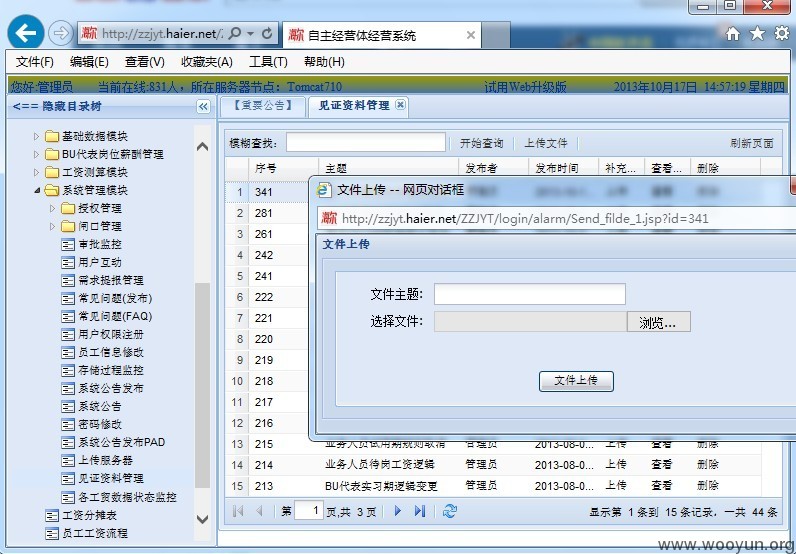 http://zzjyt.haier.net/
自主经营体经营系统
文件(F) 编辑(E) 查看(V) 收藏夹(A) 工具(T) 帮助(H)
您好:管理员 当前在线:831人，所在服务器节点：Tomcat710 试用Web升级版 2013年10月17日 14:57:19 星期四
<== 隐藏目录树
【重要公告】 见证资料管理
模糊查找： 开始查询 上传文件 刷新页面
序号 主题 发布者 发布时间 补充... 查看... 删除
基础数据模块
BU代表岗位薪酬管理
工资测算模块
系统管理模块
授权管理
闸口管理
审批监控
用户互动
需求提报管理
常见问题(发布)
常见问题(FAQ)
用户权限注册
员工信息修改
存储过程监控
系统公告发布
系统公告
密码修改
系统公告发布PAD
上传服务器
见证资料管理
各工贸数据状态监控
工资分摊表
员工工资流程
1 341
2 281
3 261
4 242
5 241
6 222
7 221
8 220
9 219
10 218
11 217
12 216
13 215 业务人员试用期规则取消 管理员 2013-08-0... 上传 查看 删除
14 214 业务人员待岗工资逻辑 管理员 2013-08-0... 上传 查看 删除
15 213 BU代表实习期逻辑变更 管理员 2013-08-0... 上传 查看 删除
文件上传 -- 网页对话框
http://zzjyt.haier.net/ZZJYT/login/alarm/Send_filde_1.jsp?id=341
文件上传
文件主题:
选择文件: 浏览...
文件上传
第 1 页,共 3 页 显示第 1条到 15条记录，一共 44 条
www.wooyun.org